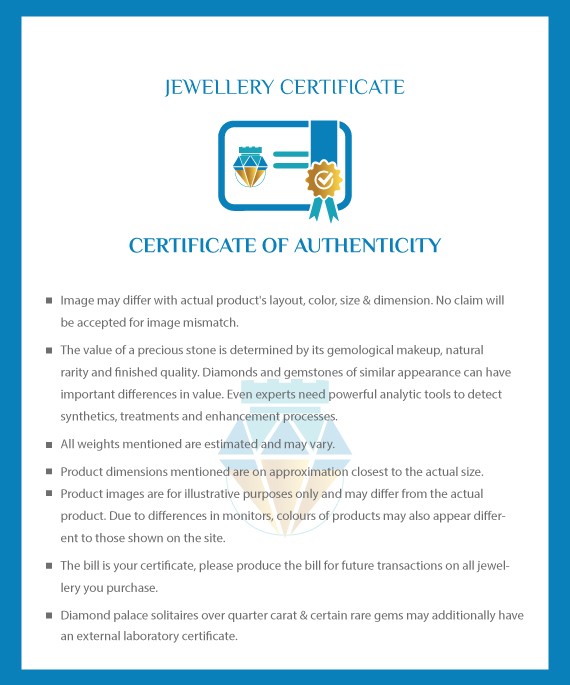 JEWELLERY CERTIFICATE
CERTIFICATE OF AUTHENTICITY
Image may differ with actual product's layout, color, size & dimension. No claim will
be accepted for image mismatch.
The value of a precious stone is determined by its gemological makeup, natural
rarity and finished quality. Diamonds and gemstones of similar appearance can have
important differences in value. Even experts need powerful analytic tools to detect
synthetics, treatments and enhancement processes.
All weights mentioned are estimated and may vary.
Product dimensions mentioned are on approximation closest to the actual size.
Product images are for illustrative purposes only and may differ from the actual
product. Due to differences in monitors, colours of products may also appear differ-
ent to those shown on the site.
The bill is your certificate, please produce the bill for future transactions on all jewel-
lery you purchase.
Diamond palace solitaires over quarter carat & certain rare gems may additionally have
an external laboratory certificate.